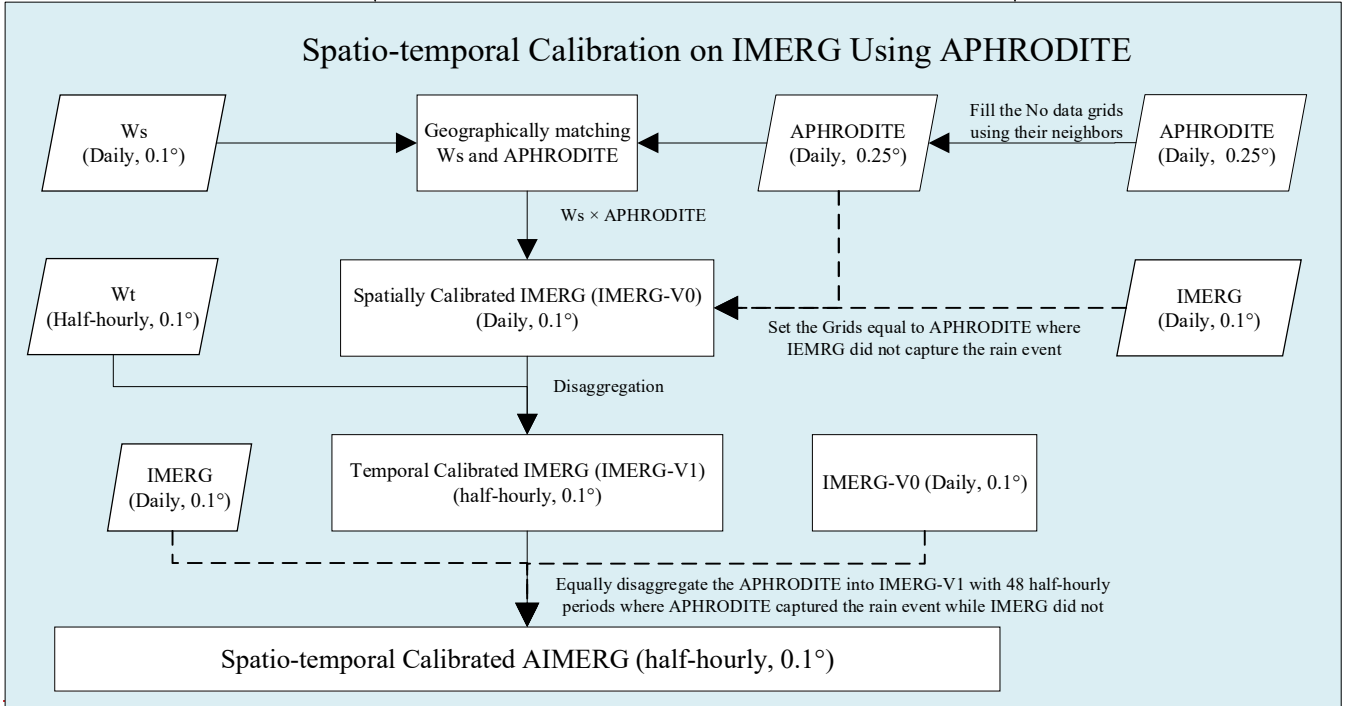 Spatio-temporal Calibration on IMERG Using APHRODITE
Ws
(Daily, 0.1°)
Geographically matching
Ws and APHRODITE
APHRODITE
(Daily, 0.25°)
Fill the No data grids
using their neighbors
APHRODITE
(Daily, 0.25°)
Ws × APHRODITE
Wt
(Half-hourly, 0.1°)
Spatially Calibrated IMERG (IMERG-V0)
(Daily, 0.1°)
IMERG
(Daily, 0.1°)
Set the Grids equal to APHRODITE where
IEMRG did not capture the rain event
Disaggregation
IMERG
(Daily, 0.1°)
Temporal Calibrated IMERG (IMERG-V1)
(half-hourly, 0.1°)
IMERG-V0 (Daily, 0.1°)
Equally disaggregate the APHRODITE into IMERG-V1 with 48 half-hourly
periods where APHRODITE captured the rain event while IMERG did not
Spatio-temporal Calibrated AIMERG (half-hourly, 0.1°)